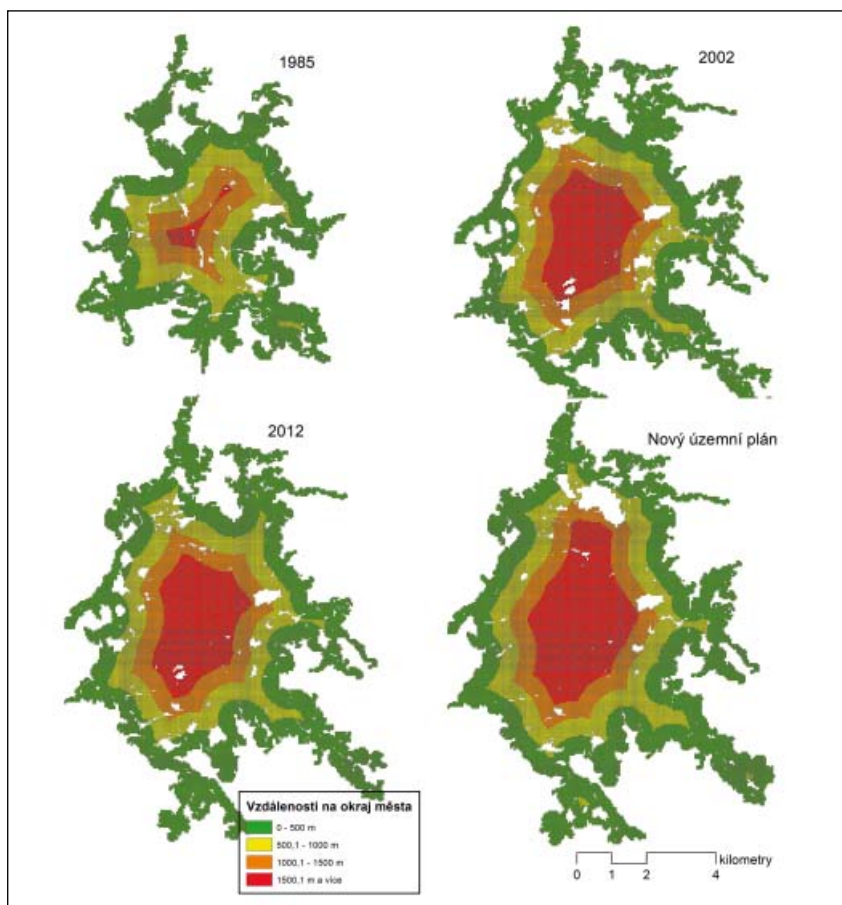 1985
2002
2012
Nový územní plán
Vzdálenosti na okraj města
0 - 500 m
500,1 - 1000 m
1000,1 - 1500 m
1500,1 m a více
kilometry
0 1 2 4